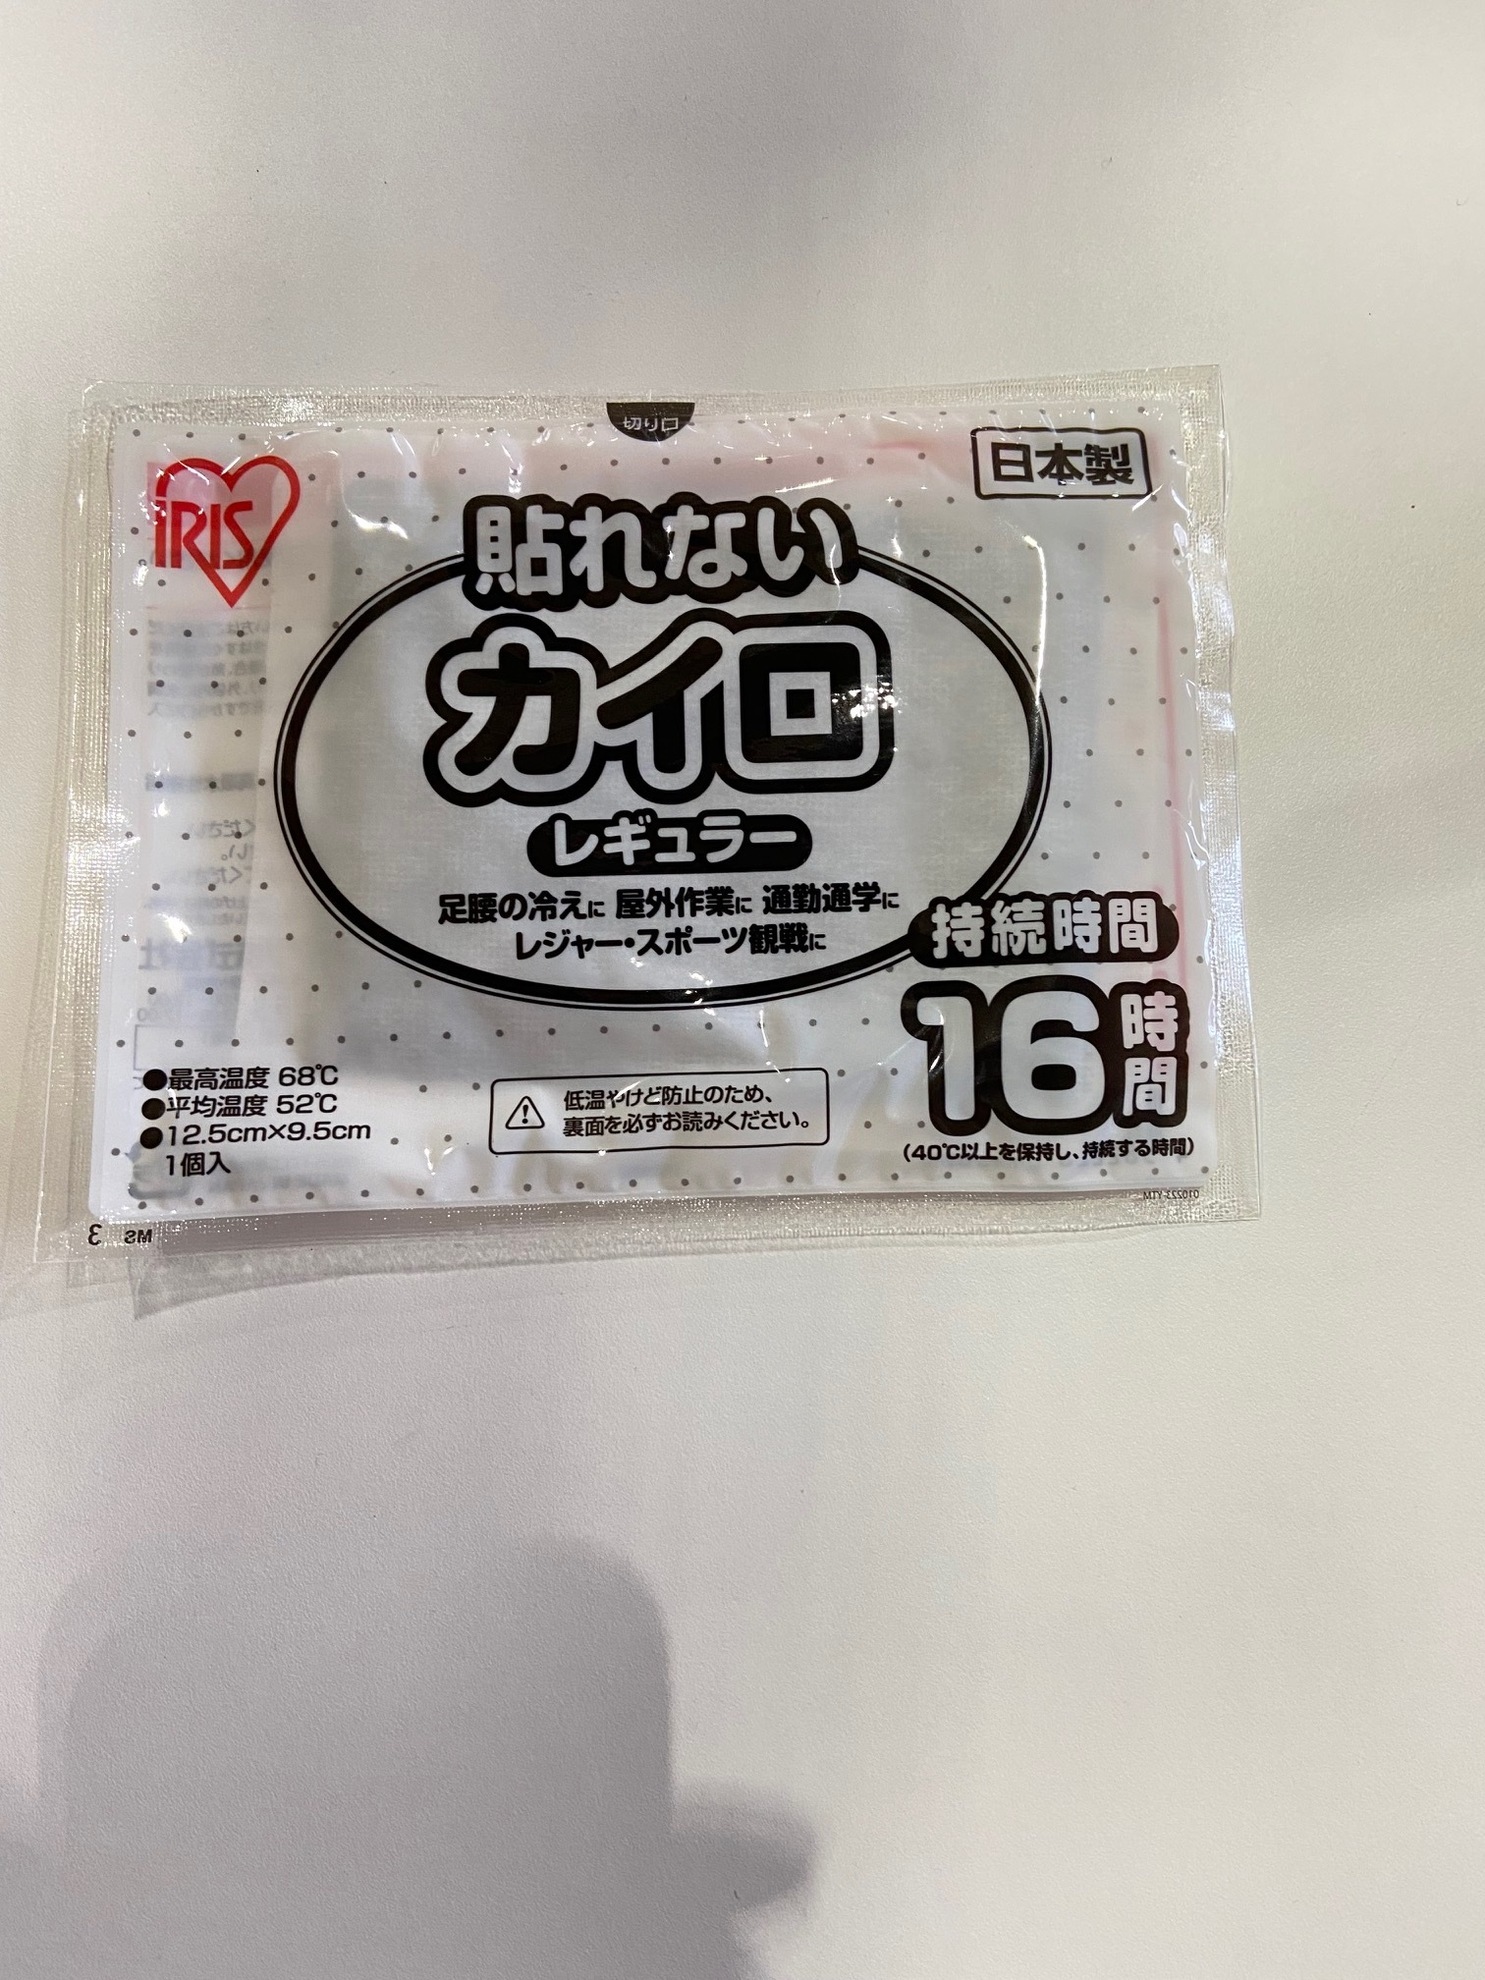 切り口
日本製
IRIS
貼れない
カイロ
レギュラー
足腰の冷えに 屋外作業に 通勤通学に
レジャー・スポーツ観戦に
持続時間
16時間
(40℃以上を保持し、持続する時間)
●最高温度 68℃
●平均温度 52℃
●12.5cm×9.5cm
1個入
低温やけど防止のため、
裏面を必ずお読みください。
010223-YTM
3 MS